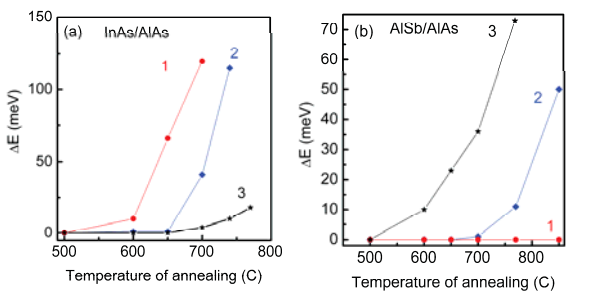 (a) InAs/AlAs
150
100
50
0
ΔE (meV)
1
2
3
500 600 700 800
Temperature of annealing (C)
(b) AlSb/AlAs
70
60
50
40
30
20
10
0
ΔE (meV)
3
2
1
500 600 700 800
Temperature of annealing (C)